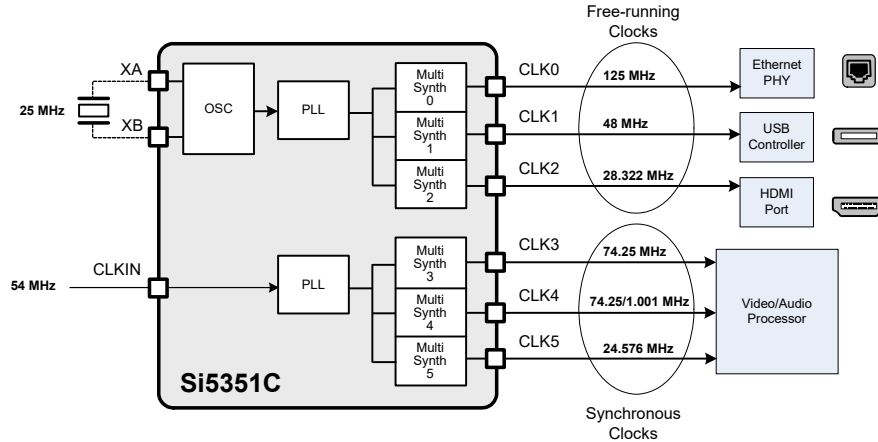 Free-running
Clocks
XA
25 MHz
XB
OSC
PLL
Multi
Synth
0
Multi
Synth
1
Multi
Synth
2
CLK0
125 MHz
Ethernet
PHY
CLK1
48 MHz
USB
Controller
CLK2
28.322 MHz
HDMI
Port
CLKIN
54 MHz
PLL
Multi
Synth
3
Multi
Synth
4
Multi
Synth
5
CLK3
74.25 MHz
CLK4
74.25/1.001 MHz
CLK5
24.576 MHz
Video/Audio
Processor
Si5351C
Synchronous
Clocks